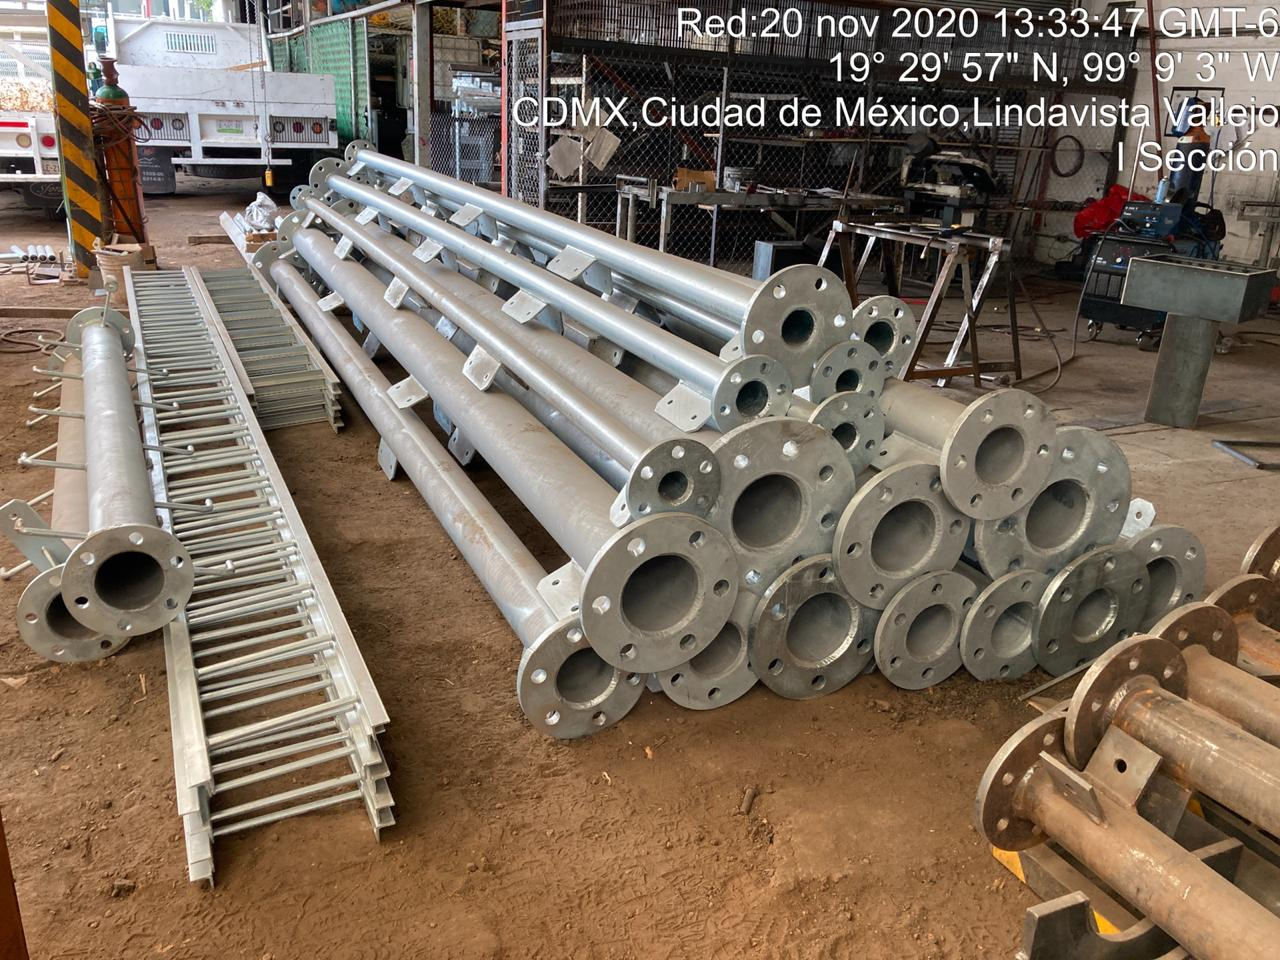 Red:20 nov 2020 13:33:47 GMT-6
19° 29' 57" N, 99° 9' 3" W
CDMX,Ciudad de México,Lindavista Vallejo
I Sección